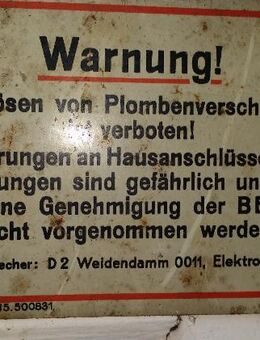 Warnung!
ösen von Plombenversch
verboten!
rungen an Hausanschlüsse
ungen sind gefährlich un
ne Genehmigung der BE
cht vorgenommen werde
echer: D 2 Weidendamm 0011, Elektro
5.500831